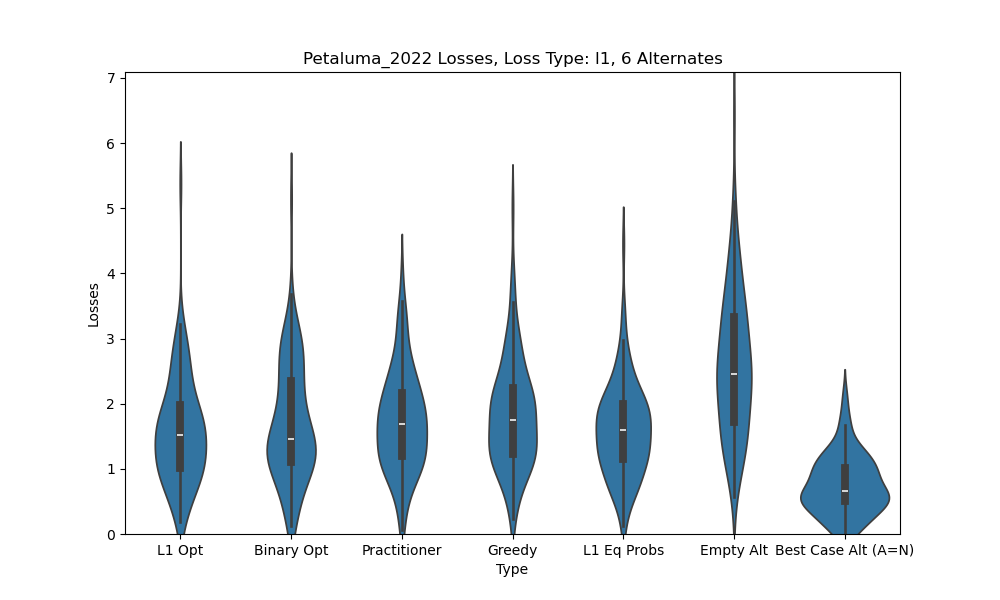 Petaluma_2022 Losses, Loss Type: l1, 6 Alternates
7
6
5
4
3
2
1
0
Losses
L1 Opt
Binary Opt
Practitioner
Greedy
L1 Eq Probs
Empty Alt
Best Case Alt (A=N)
Type